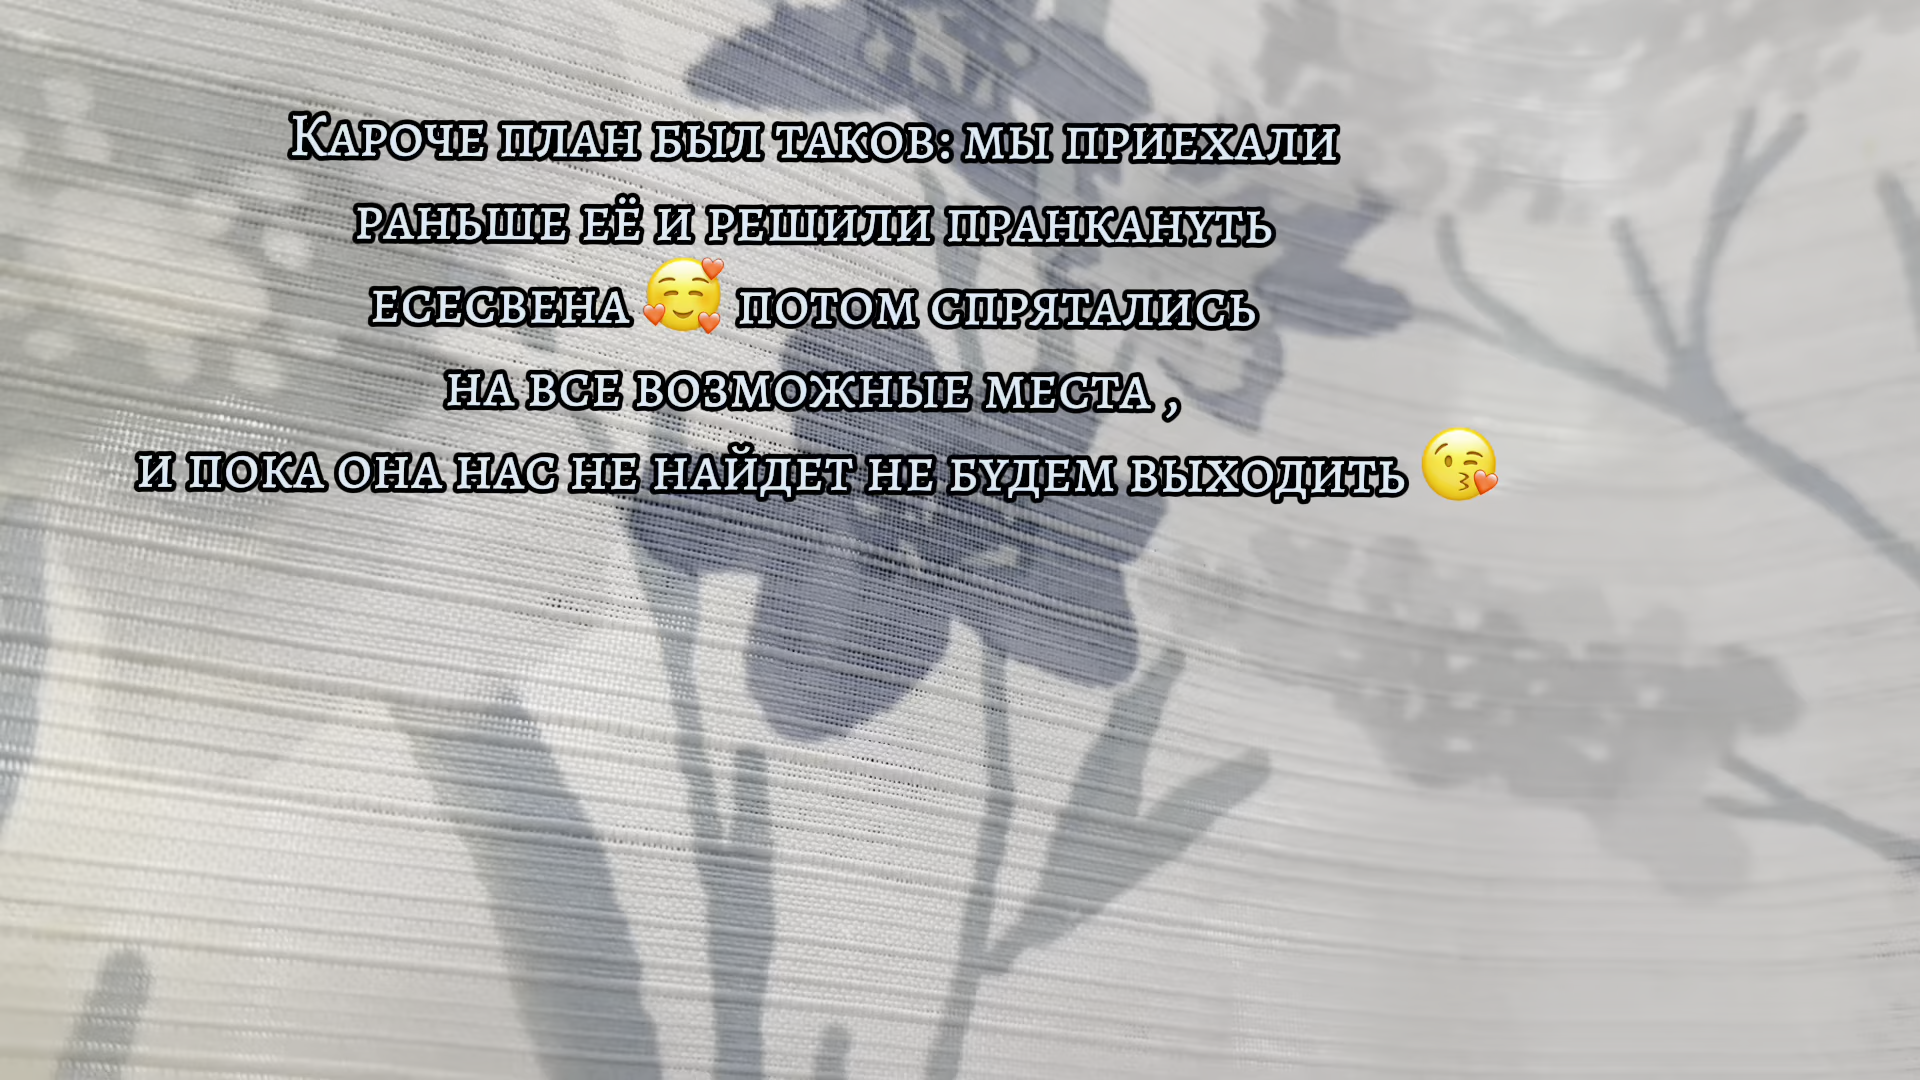 Кароче план был таков: мы приехали
раньше её и решили пранкануть
есесвена 🥰 потом спрятались
на все возможные места ,
и пока она нас не найдет не будем выходить 😘